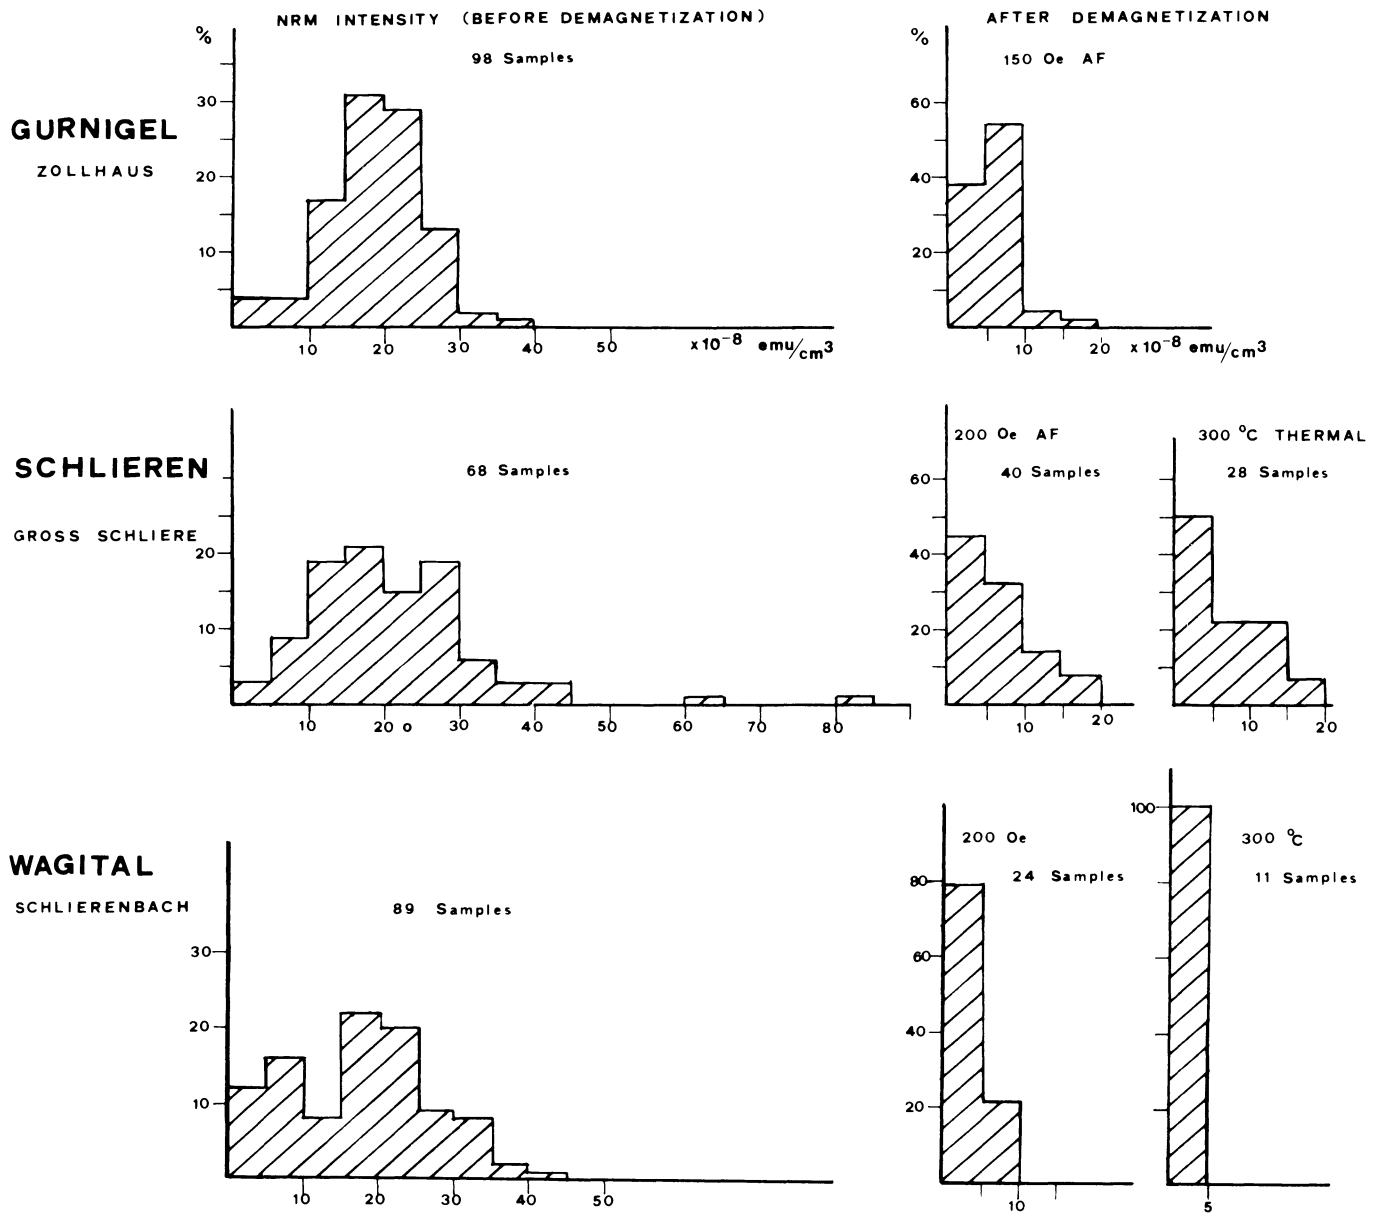 NRM INTENSITY (BEFORE DEMAGNETIZATION)
AFTER DEMAGNETIZATION
%
98 Samples
%
150 Oe AF
GURNIGEL
ZOLLHAUS
30
20
10
10 20 30 40 50 x10⁻⁸ emu/cm³
60
40
20
10 20 x10⁻⁸ emu/cm³
SCHLIEREN
GROSS SCHLIERE
68 Samples
20
10
10 20 o 30 40 50 60 70 80
200 Oe AF
40 Samples
60
40
20
10 20
300 °C THERMAL
28 Samples
10 20
WAGITAL
SCHLIERENBACH
89 Samples
30
20
10
10 20 30 40 50
200 Oe
24 Samples
80
60
40
20
10
100
300 °C
11 Samples
5